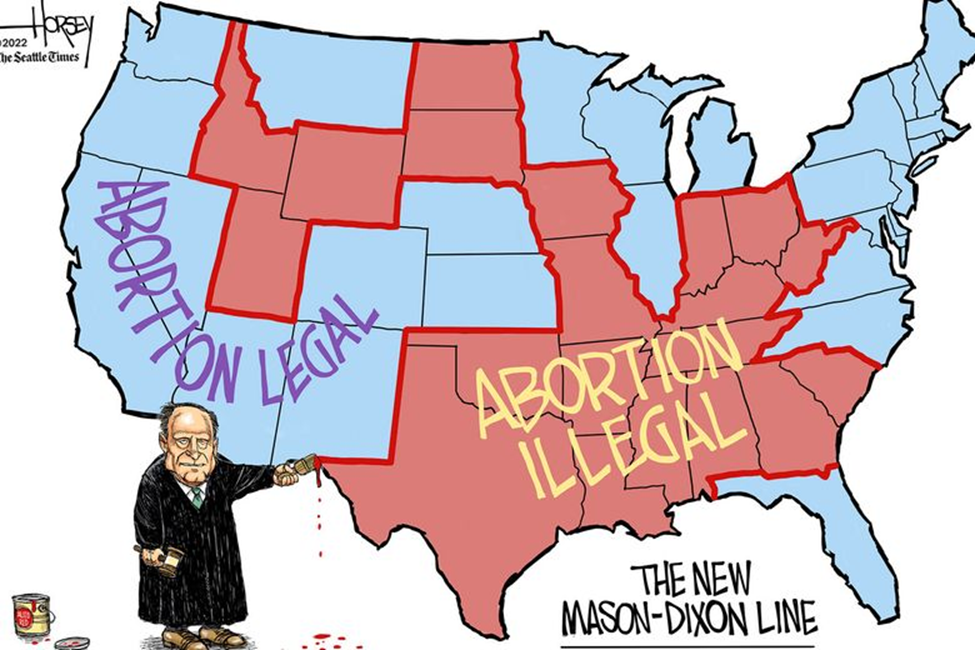 HORSEY
©2022
The Seattle Times
ABORTION LEGAL
ABORTION
ILLEGAL
THE NEW
MASON-DIXON LINE